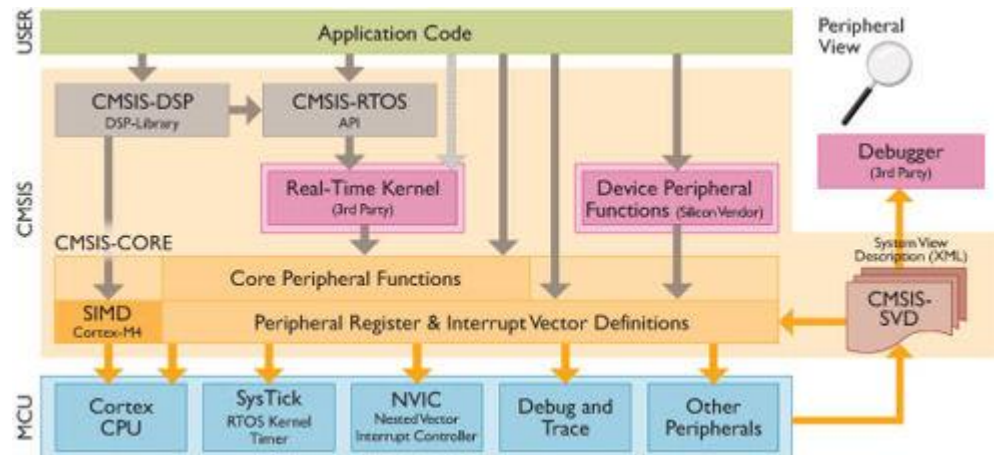 USER
Application Code
Peripheral
View
CMSIS
CMSIS-DSP
DSP-Library
CMSIS-RTOS
API
Real-Time Kernel
(3rd Party)
Device Peripheral
Functions (Silicon Vendor)
Debugger
(3rd Party)
CMSIS-CORE
Core Peripheral Functions
System View
Description (XML)
CMSIS-
SVD
SIMD
Cortex-M4
Peripheral Register & Interrupt Vector Definitions
MCU
Cortex
CPU
SysTick
RTOS Kernel
Timer
NVIC
Nested Vector
Interrupt Controller
Debug and
Trace
Other
Peripherals